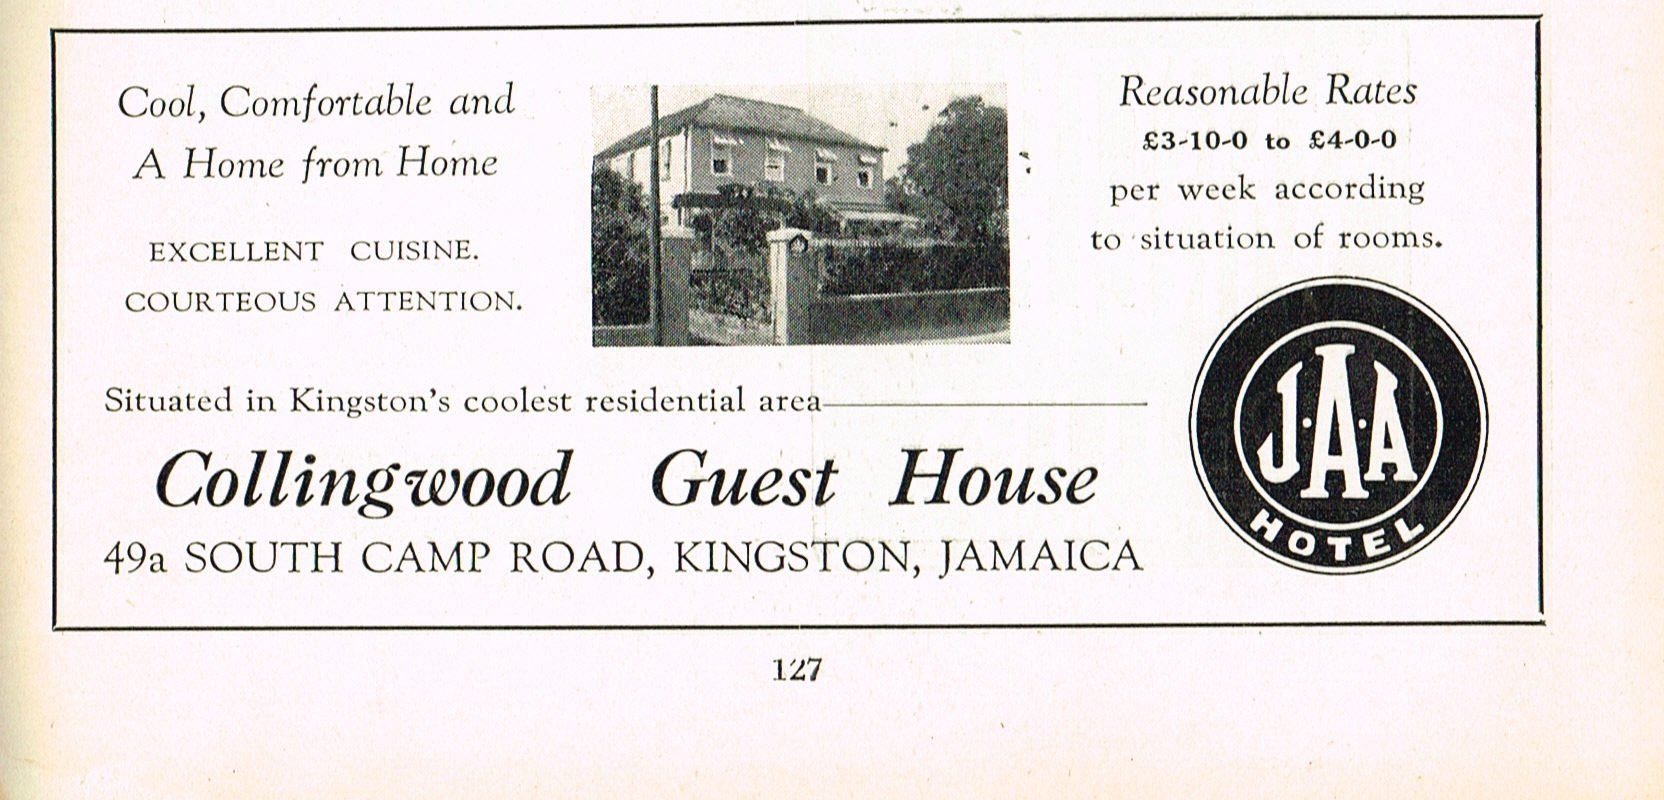 Cool, Comfortable and
A Home from Home
EXCELLENT CUISINE.
COURTEOUS ATTENTION.
Reasonable Rates
£3-10-0 to £4-0-0
per week according
to situation of rooms.
Situated in Kingston's coolest residential area
Collingwood Guest House
49a SOUTH CAMP ROAD, KINGSTON, JAMAICA
J·A·A
HOTEL
127